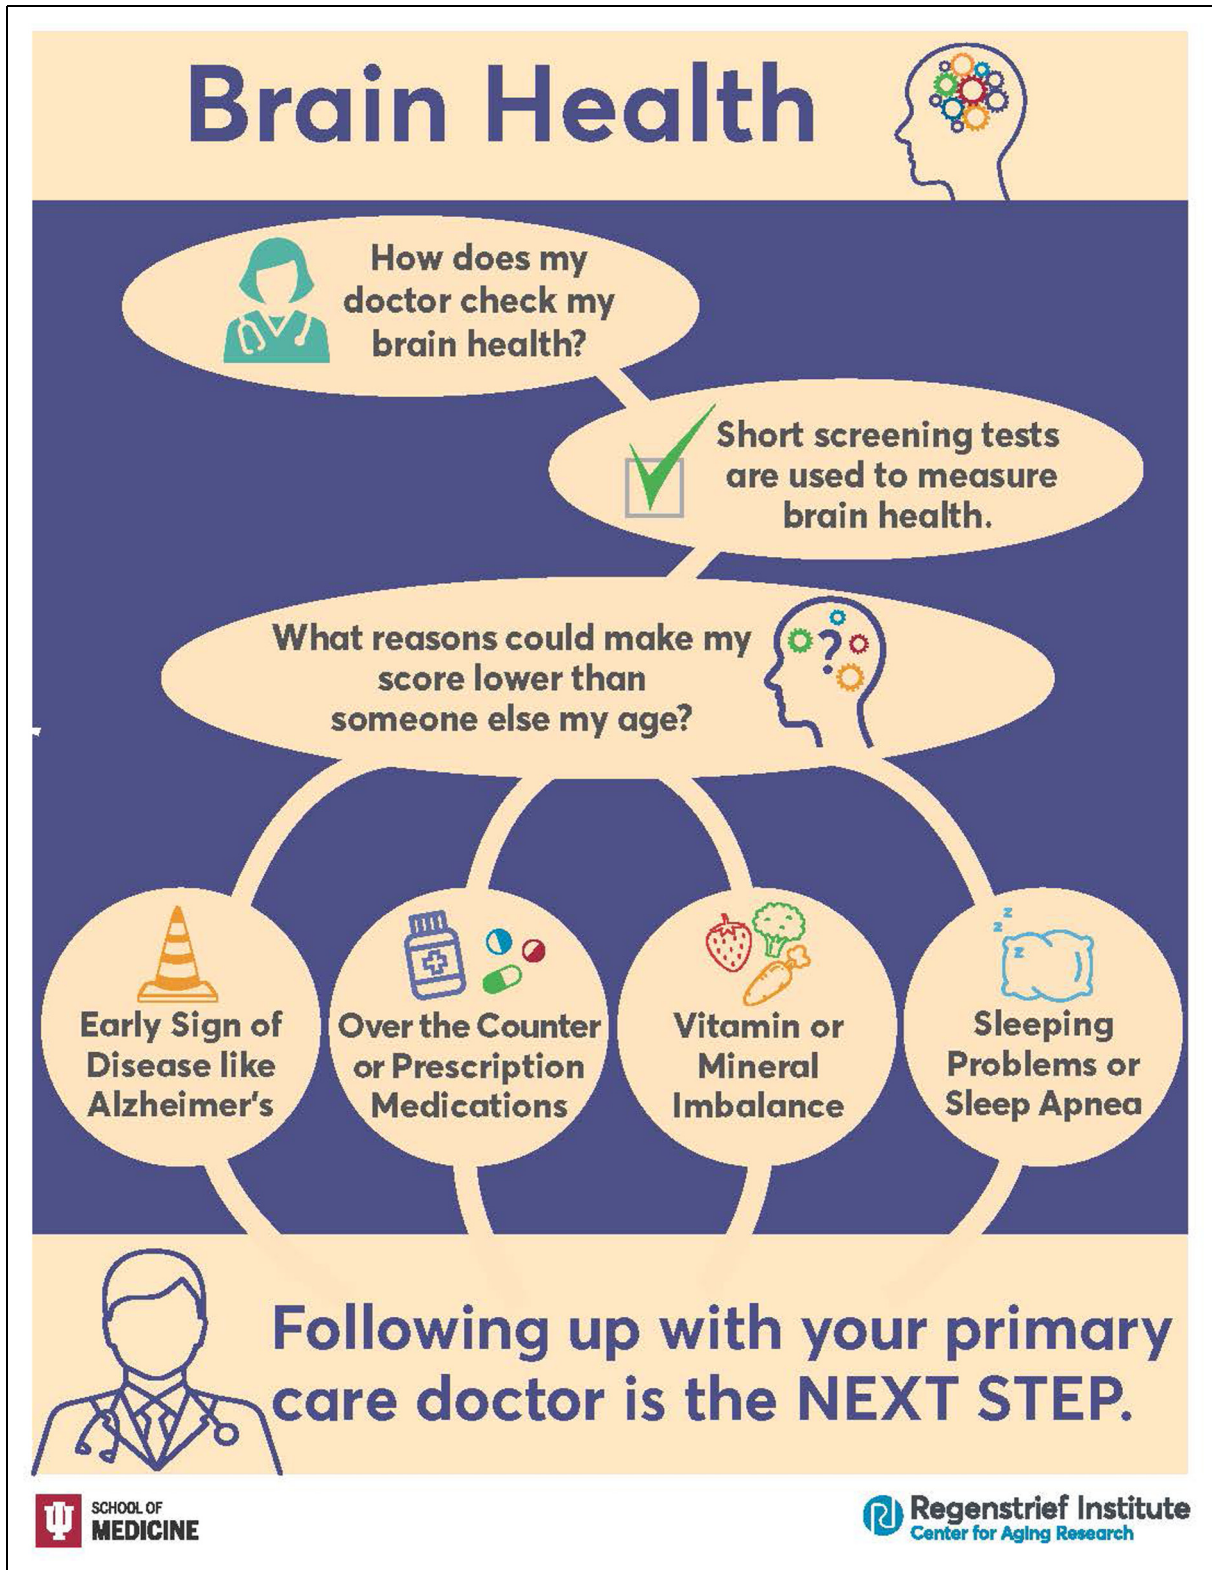 Brain Health
How does my
doctor check my
brain health?
Short screening tests
are used to measure
brain health.
What reasons could make my
score lower than
someone else my age?
?
z
z
z
Early Sign of
Disease like
Alzheimer's
Over the Counter
or Prescription
Medications
Vitamin or
Mineral
Imbalance
Sleeping
Problems or
Sleep Apnea
Following up with your primary
care doctor is the NEXT STEP.
SCHOOL OF
MEDICINE
Regenstrief Institute
Center for Aging Research